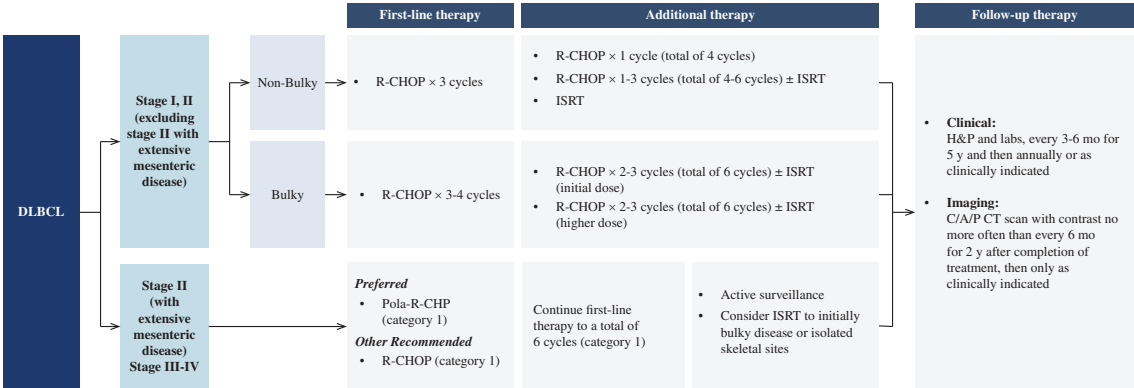 First-line therapy
Additional therapy
Follow-up therapy
DLBCL
Stage I, II
(excluding
stage II with
extensive
mesenteric
disease)
Non-Bulky
• R-CHOP × 3 cycles
• R-CHOP × 1 cycle (total of 4 cycles)
• R-CHOP × 1-3 cycles (total of 4-6 cycles) ± ISRT
• ISRT
Bulky
• R-CHOP × 3-4 cycles
• R-CHOP × 2-3 cycles (total of 6 cycles) ± ISRT
(initial dose)
• R-CHOP × 2-3 cycles (total of 6 cycles) ± ISRT
(higher dose)
Stage II
(with
extensive
mesenteric
disease)
Stage III-IV
Preferred
• Pola-R-CHP
(category 1)
Other Recommended
• R-CHOP (category 1)
Continue first-line
therapy to a total of
6 cycles (category 1)
• Active surveillance
• Consider ISRT to initially
bulky disease or isolated
skeletal sites
• Clinical:
H&P and labs, every 3-6 mo for
5 y and then annually or as
clinically indicated
• Imaging:
C/A/P CT scan with contrast no
more often than every 6 mo
for 2 y after completion of
treatment, then only as
clinically indicated